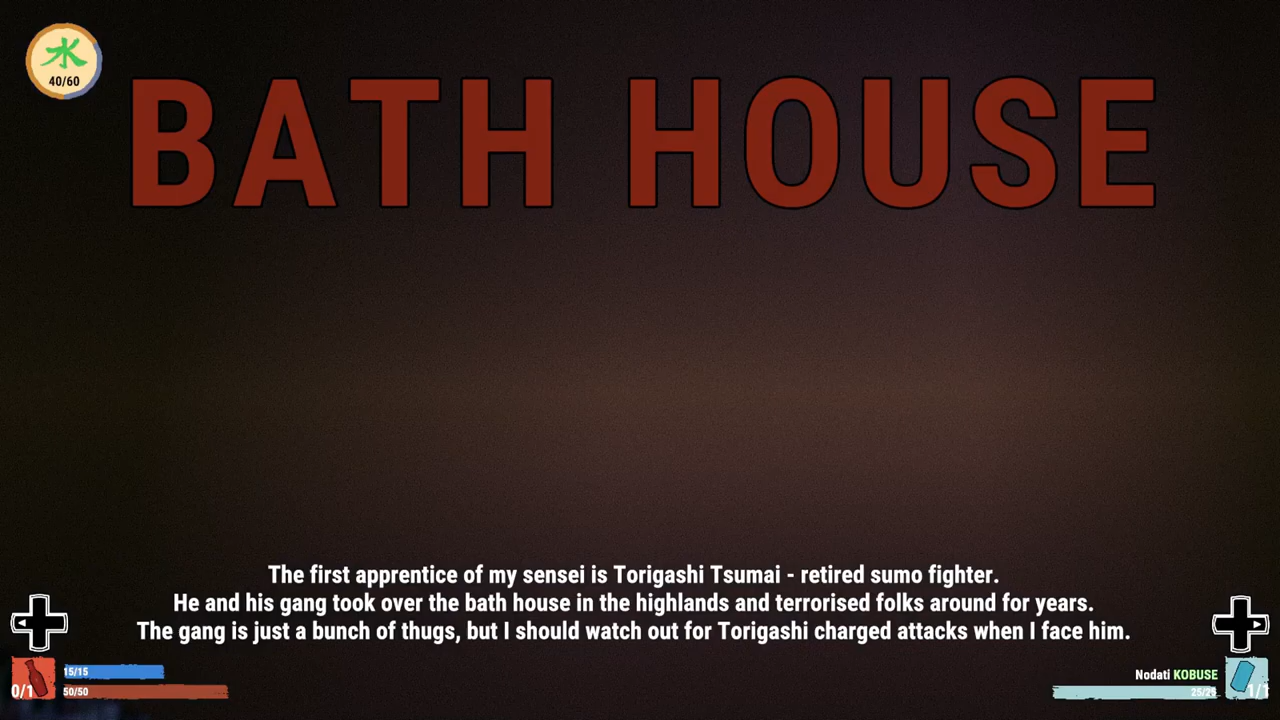 水
40/60
BATH HOUSE
The first apprentice of my sensei is Torigashi Tsumai - retired sumo fighter.
He and his gang took over the bath house in the highlands and terrorised folks around for years.
The gang is just a bunch of thugs, but I should watch out for Torigashi charged attacks when I face him.
0/1
15/15
50/50
Nodati KOBUSE
25/25
1/1